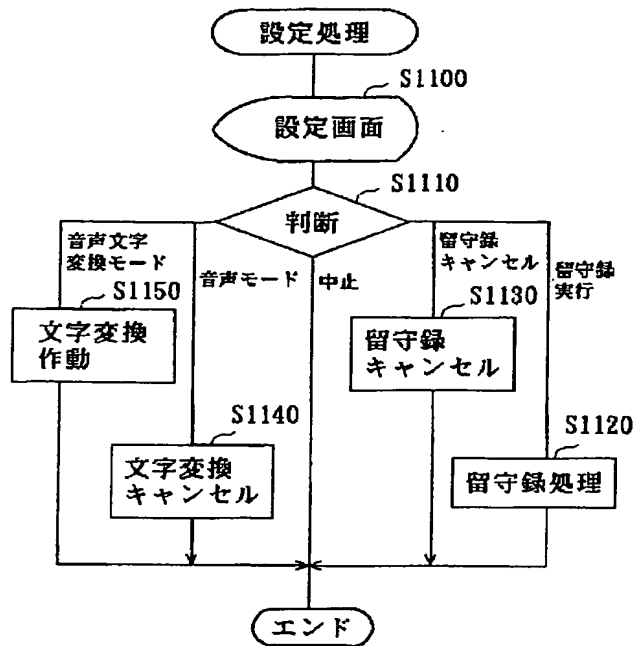 設定処理
S1100
設定画面
S1110
判断
音声文字
変換モード
音声モード
中止
留守録
キャンセル
留守録
実行
S1150
文字変換
作動
S1130
留守録
キャンセル
S1140
文字変換
キャンセル
S1120
留守録処理
エンド